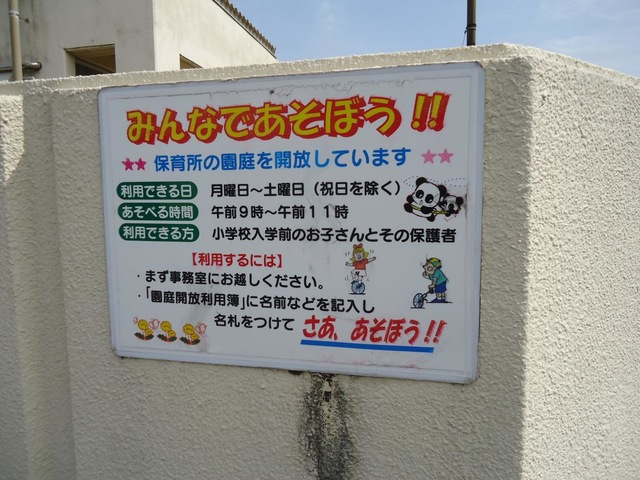 みんなであそぼう!!
★★ 保育所の園庭を開放しています ★★
利用できる日 月曜日～土曜日（祝日を除く）
あそべる時間 午前9時～午前11時
利用できる方 小学校入学前のお子さんとその保護者
【利用するには】
・まず事務室にお越しください。
・「園庭開放利用簿」に名前などを記入し
名札をつけて さあ、あそぼう!!